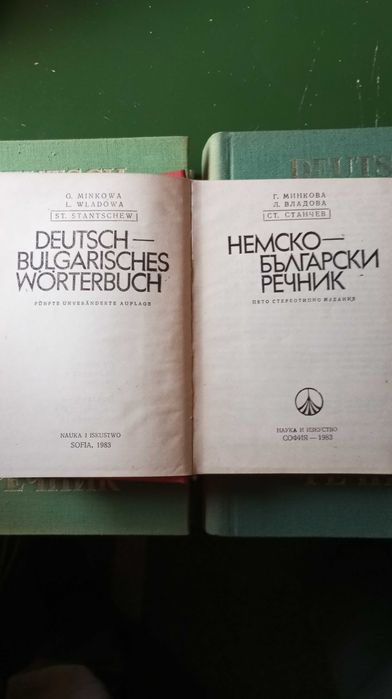 G. MINKOWA
L. WLADOWA
ST. STANTSCHEW
DEUTSCH—
BULGARISCHES
WÖRTERBUCH
FÜNFTE UNVERÄNDERTE AUFLAGE
NAUKA I ISKUSTWO
SOFIA, 1983
Г. МИНКОВА
Л. ВЛАДОВА
СТ. СТАНЧЕВ
НЕМСКО—
БЪЛГАРСКИ
РЕЧНИК
ПЕТО СТЕРЕОТИПНО ИЗДАНИЕ
НАУКА И ИЗКУСТВО
СОФИЯ — 1983